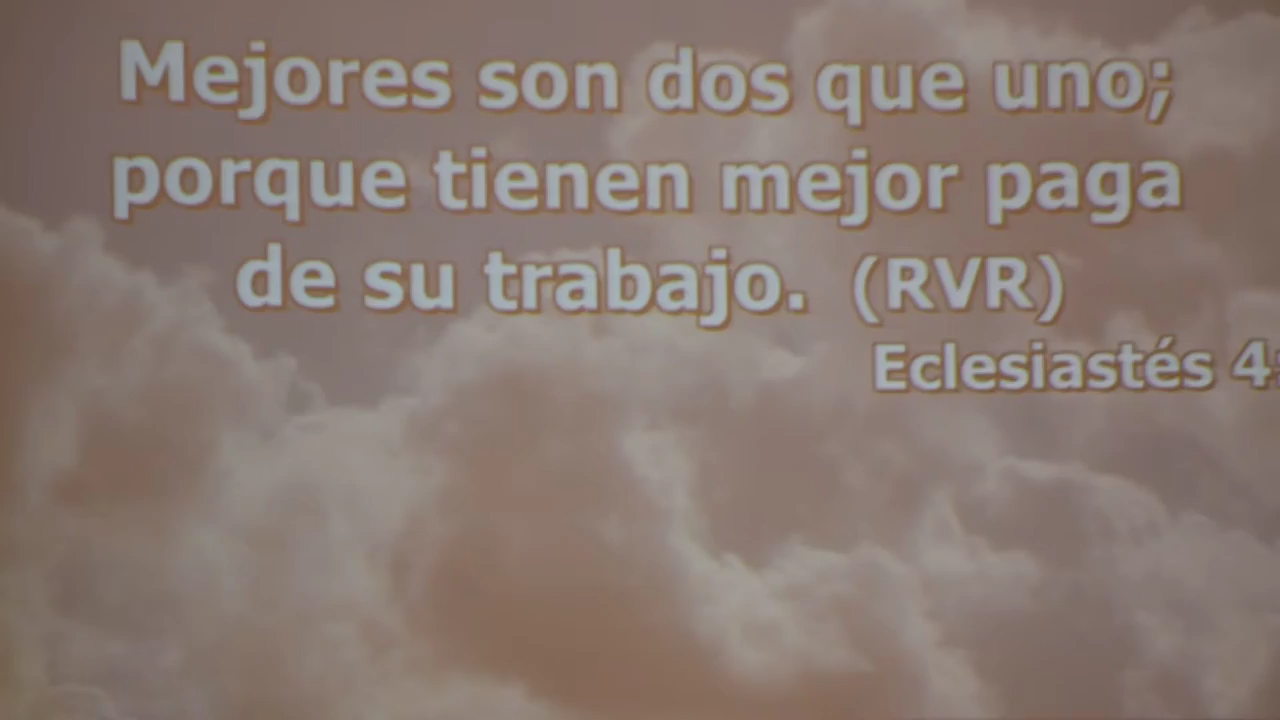 Mejores son dos que uno;
porque tienen mejor paga
de su trabajo. (RVR)
Eclesiastés 4: